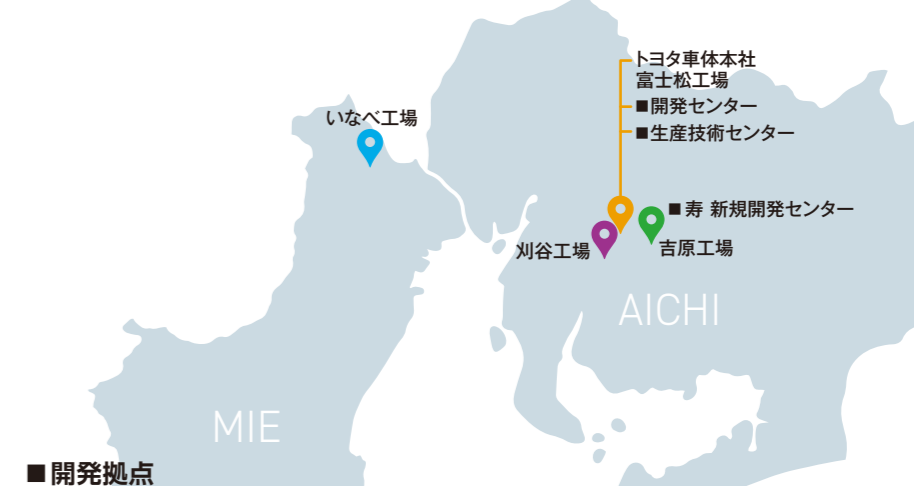 トヨタ車体本社
富士松工場
■開発センター
■生産技術センター
いなべ工場
■寿 新規開発センター
刈谷工場
吉原工場
AICHI
MIE
■開発拠点